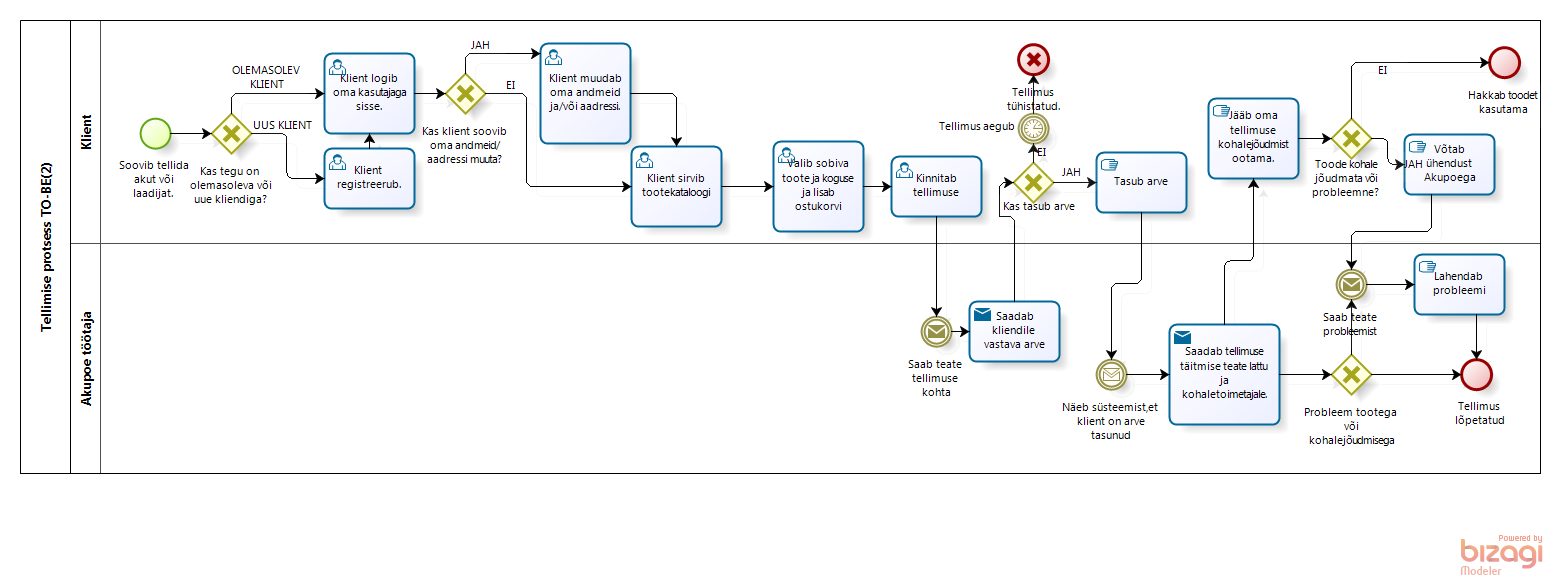 Tellimise protsess TO-BE(2)
Klient
Soovib tellida
akut või
laadijat.
OLEMASOLEV
KLIENT
UUS KLIENT
Kas tegu on
olemasoleva või
uue kliendiga?
Klient logib
oma kasutajaga
sisse.
Klient
registreerub.
JAH
EI
Kas klient soovib
oma andmeid/
aadressi muuta?
Klient muudab
oma andmeid
ja/või aadressi.
Klient sirvib
tootekataloogi
Valib sobiva
toote ja koguse
ja lisab
ostukorvi
Kinnitab
tellimuse
Tellimus
tühistatud.
Tellimus aegub
EI
JAH
Kas tasub arve
Tasub arve
Jääb oma
tellimuse
kohalejõudmist
ootama.
EI
Toode kohale
jõudmata või
probleemne?
JAH
Võtab
ühendust
Akupoega
Hakkab toodet
kasutama
Akupoe töötaja
Saab teate
tellimuse
kohta
Saadab
kliendile
vastava arve
Näeb süsteemist,et
klient on arve
tasunud
Saadab tellimuse
täitmise teate lattu
ja
kohaletoimetajale.
Saab teate
probleemist
Lahendab
probleemi
Probleem tootega
või
kohalejõudmisega
Tellimus
lõpetatud
Powered by
bizagi
Modeler